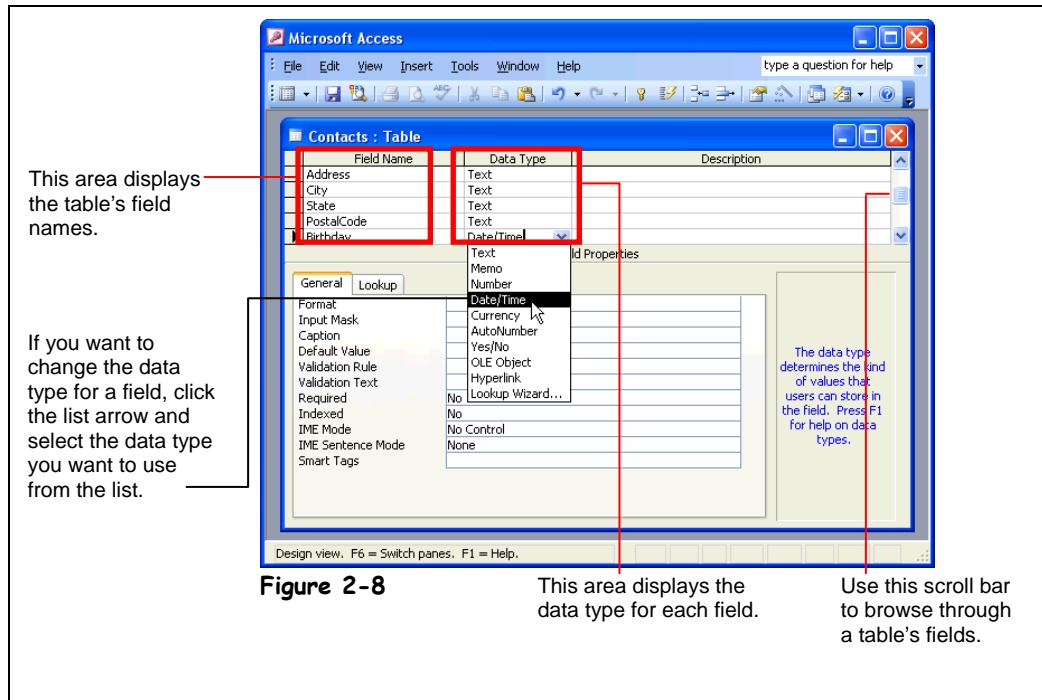 Microsoft Access
File Edit View Insert Tools Window Help type a question for help
Contacts : Table
Field Name Data Type Description
Address Text
City Text
State Text
PostalCode Text
Birthday Date/Time
ld Properties
Text
Memo
Number
Date/Time
Currency
AutoNumber
Yes/No
OLE Object
Hyperlink
Lookup Wizard...
General Lookup
Format
Input Mask
Caption
Default Value
Validation Rule
Validation Text
Required No
Indexed No
IME Mode No Control
IME Sentence Mode None
Smart Tags
The data type
determines the kind
of values that
users can store in
the field. Press F1
for help on data
types.
Design view. F6 = Switch panes. F1 = Help.
This area displays
the table's field
names.
If you want to
change the data
type for a field, click
the list arrow and
select the data type
you want to use
from the list.
Figure 2-8
This area displays the
data type for each field.
Use this scroll bar
to browse through
a table's fields.